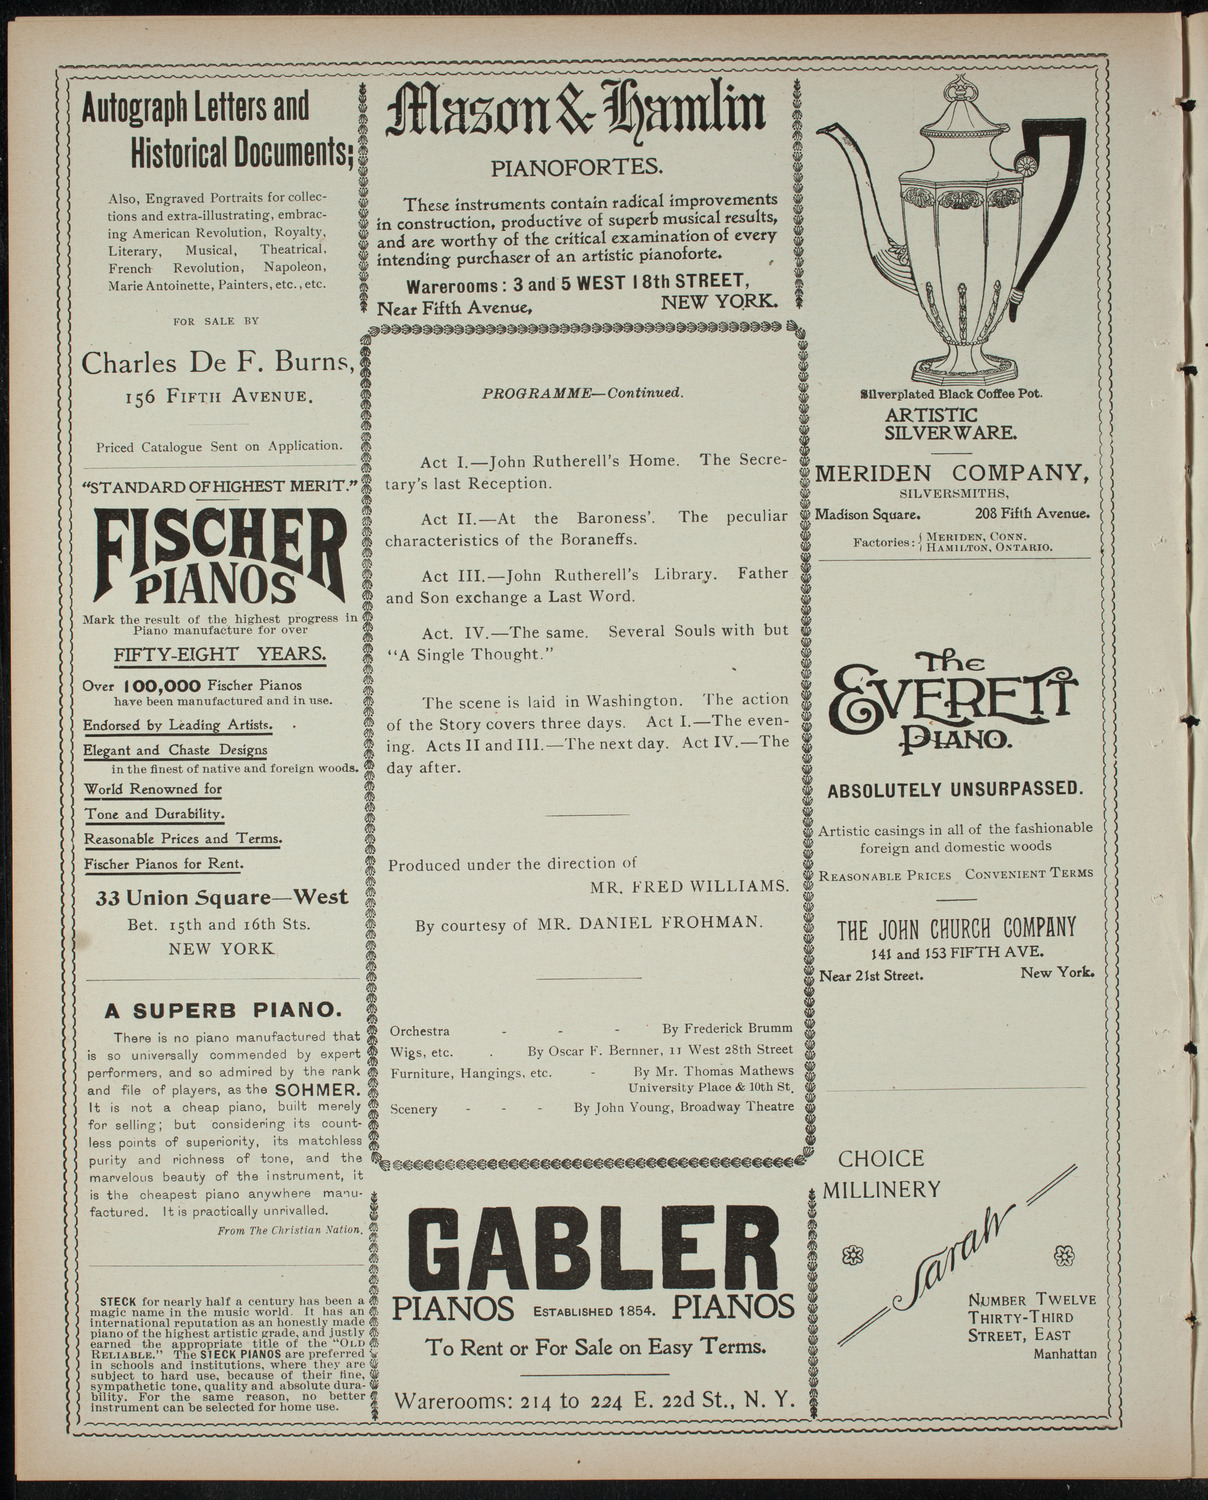 Autograph Letters and
Historical Documents;
Also, Engraved Portraits for collec-
tions and extra-illustrating, embrac-
ing American Revolution, Royalty,
Literary, Musical, Theatrical,
French Revolution, Napoleon,
Marie Antoinette, Painters, etc., etc.
FOR SALE BY
Charles De F. Burns,
156 FIFTH AVENUE.
Priced Catalogue Sent on Application.
"STANDARD OF HIGHEST MERIT."
FISCHER
PIANOS
Mark the result of the highest progress in
Piano manufacture for over
FIFTY-EIGHT YEARS.
Over 100,000 Fischer Pianos
have been manufactured and in use.
Endorsed by Leading Artists.
Elegant and Chaste Designs
in the finest of native and foreign woods.
World Renowned for
Tone and Durability.
Reasonable Prices and Terms.
Fischer Pianos for Rent.
33 Union Square—West
Bet. 15th and 16th Sts.
NEW YORK
A SUPERB PIANO.
There is no piano manufactured that
is so universally commended by expert
performers, and so admired by the rank
and file of players, as the SOHMER.
It is not a cheap piano, built merely
for selling; but considering its count-
less points of superiority, its matchless
purity and richness of tone, and the
marvelous beauty of the instrument, it
is the cheapest piano anywhere manu-
factured. It is practically unrivalled.
From The Christian Nation.
STECK for nearly half a century has been a
magic name in the music world. It has an
international reputation as an honestly made
piano of the highest artistic grade, and justly
earned the appropriate title of the "OLD
RELIABLE." The STECK PIANOS are preferred
in schools and institutions, where they are
subject to hard use, because of their fine,
sympathetic tone, quality and absolute dura-
bility. For the same reason, no better
instrument can be selected for home use.
Mason & Hamlin
PIANOFORTES.
These instruments contain radical improvements
in construction, productive of superb musical results,
and are worthy of the critical examination of every
intending purchaser of an artistic pianoforte.
Warerooms: 3 and 5 WEST 18th STREET,
Near Fifth Avenue, NEW YORK.
PROGRAMME—Continued.
Act I.—John Rutherell's Home. The Secre-
tary's last Reception.
Act II.—At the Baroness'. The peculiar
characteristics of the Boraneffs.
Act III.—John Rutherell's Library. Father
and Son exchange a Last Word.
Act. IV.—The same. Several Souls with but
"A Single Thought."
The scene is laid in Washington. The action
of the Story covers three days. Act I.—The even-
ing. Acts II and III.—The next day. Act IV.—The
day after.
Produced under the direction of
MR. FRED WILLIAMS.
By courtesy of MR. DANIEL FROHMAN.
Orchestra - - - By Frederick Brumm
Wigs, etc. . By Oscar F. Bernner, 11 West 28th Street
Furniture, Hangings, etc. - By Mr. Thomas Mathews
University Place & 10th St.
Scenery - - - By John Young, Broadway Theatre
GABLER
PIANOS ESTABLISHED 1854. PIANOS
To Rent or For Sale on Easy Terms.
Warerooms: 214 to 224 E. 22d St., N. Y.
Silverplated Black Coffee Pot.
ARTISTIC
SILVERWARE.
MERIDEN COMPANY,
SILVERSMITHS,
Madison Square. 208 Fifth Avenue.
Factories: { MERIDEN, CONN.
HAMILTON, ONTARIO.
The
EVERETT
PIANO.
ABSOLUTELY UNSURPASSED.
Artistic casings in all of the fashionable
foreign and domestic woods
REASONABLE PRICES CONVENIENT TERMS
THE JOHN CHURCH COMPANY
141 and 153 FIFTH AVE.
Near 21st Street. New York.
CHOICE
MILLINERY
Sarah
NUMBER TWELVE
THIRTY-THIRD
STREET, EAST
Manhattan